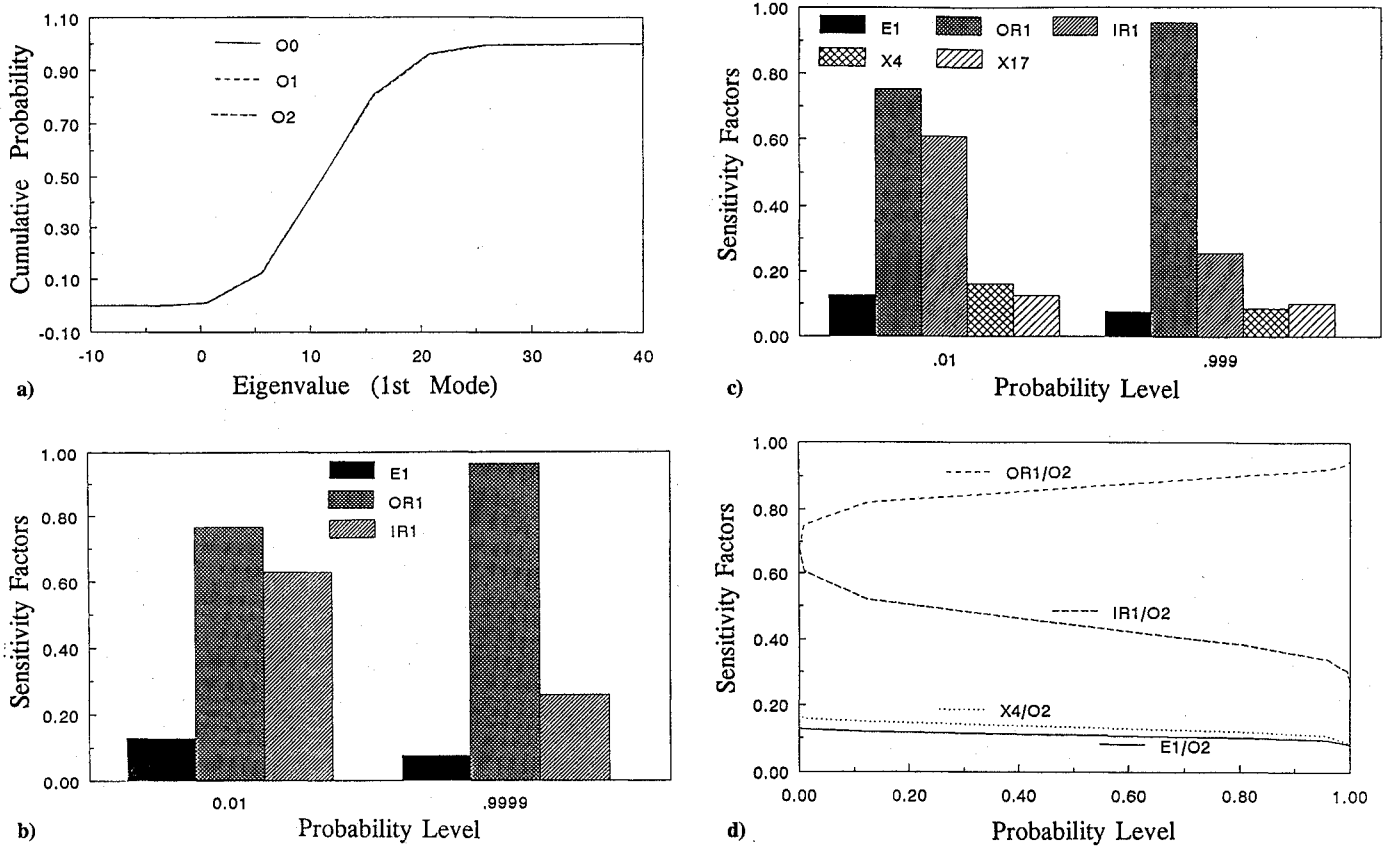 Cumulative Probability
1.10
0.90
0.70
0.50
0.30
0.10
-0.10
O0
O1
O2
-10
0
10
20
30
40
Eigenvalue (1st Mode)
a)
Sensitivity Factors
1.00
0.80
0.60
0.40
0.20
0.00
E1
OR1
IR1
X4
X17
.01
.999
Probability Level
c)
Sensitivity Factors
1.00
0.80
0.60
0.40
0.20
0.00
E1
OR1
IR1
0.01
.9999
Probability Level
b)
Sensitivity Factors
1.00
0.80
0.60
0.40
0.20
0.00
OR1/O2
IR1/O2
X4/O2
E1/O2
0.00
0.20
0.40
0.60
0.80
1.00
Probability Level
d)